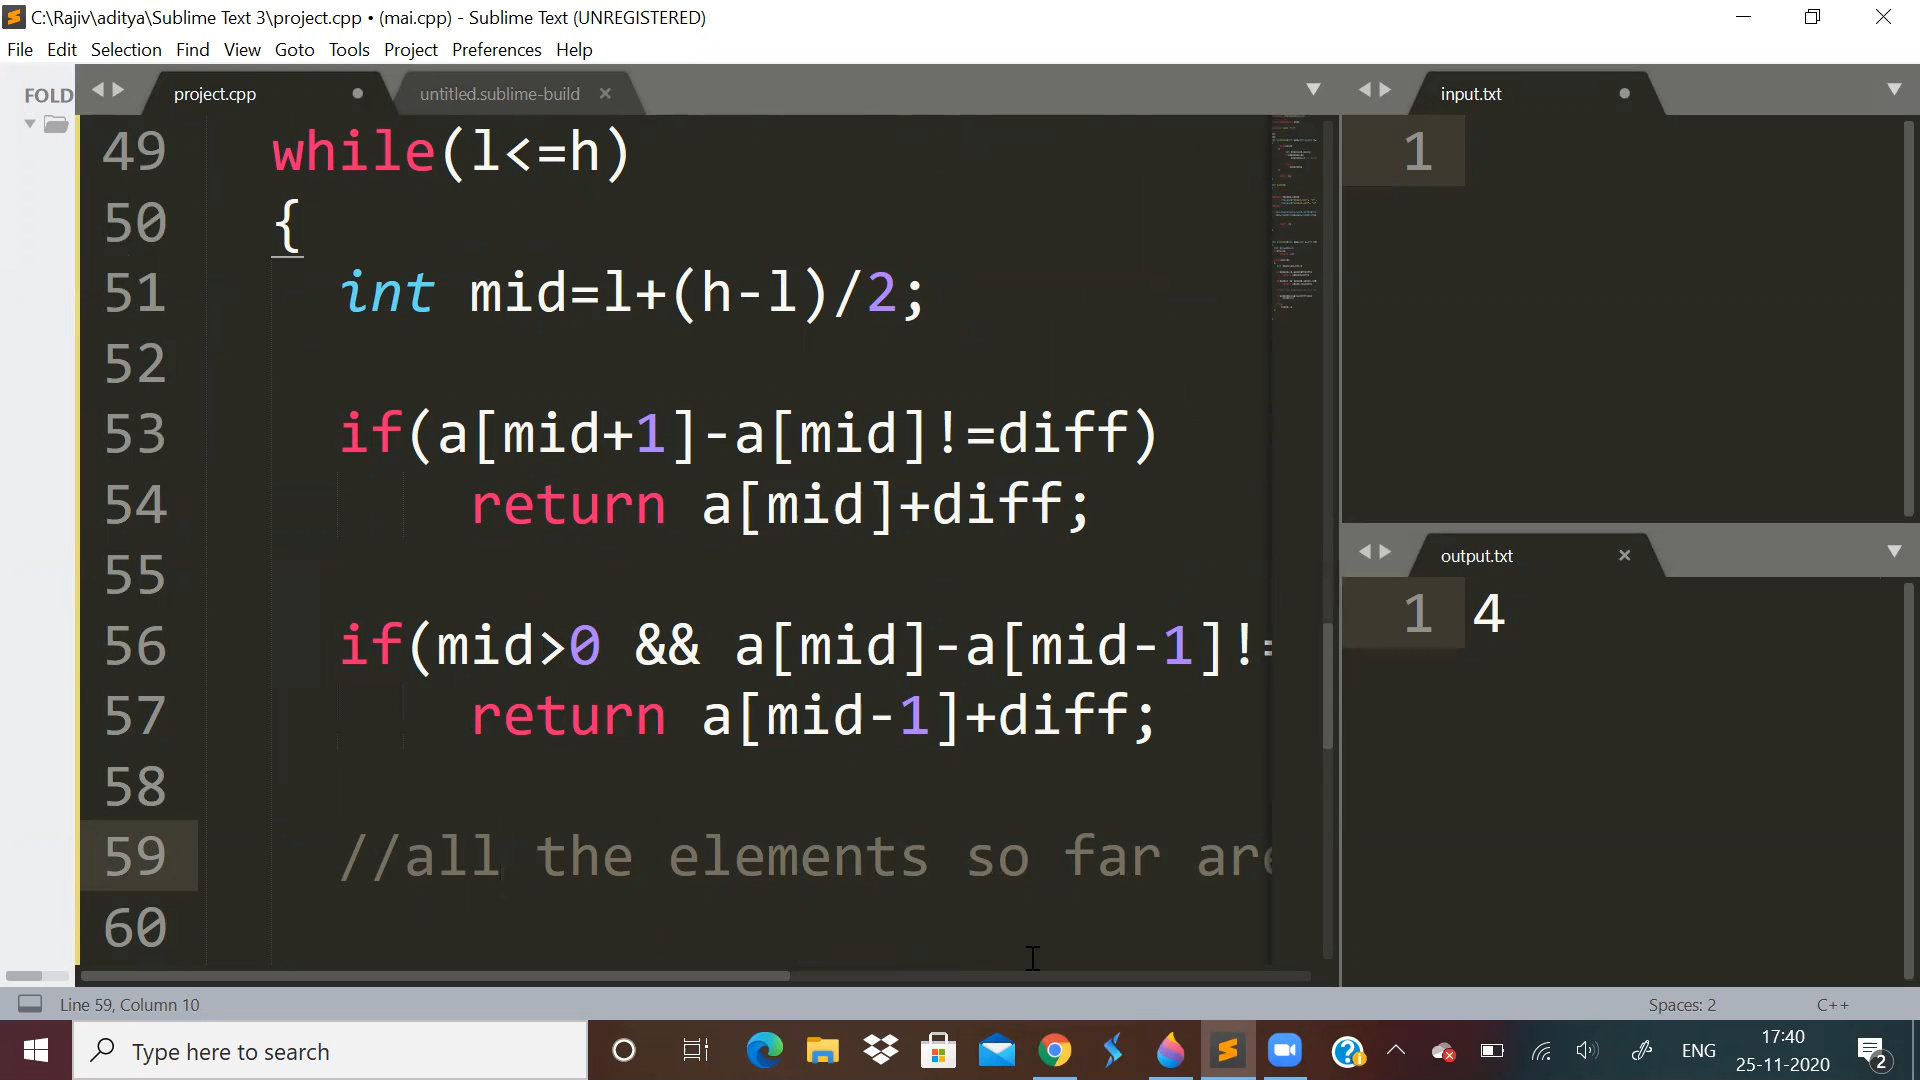 C:\Rajiv\aditya\Sublime Text 3\project.cpp • (mai.cpp) - Sublime Text (UNREGISTERED)
File Edit Selection Find View Goto Tools Project Preferences Help
FOLD
project.cpp
untitled.sublime-build
input.txt
49 while(l<=h)
50 {
51 int mid=l+(h-l)/2;
52
53 if(a[mid+1]-a[mid]!=diff)
54 return a[mid]+diff;
55
56 if(mid>0 && a[mid]-a[mid-1]!=
57 return a[mid-1]+diff;
58
59 //all the elements so far are
60
1
output.txt
1 4
Line 59, Column 10
Spaces: 2
C++
Type here to search
ENG
17:40
25-11-2020
2